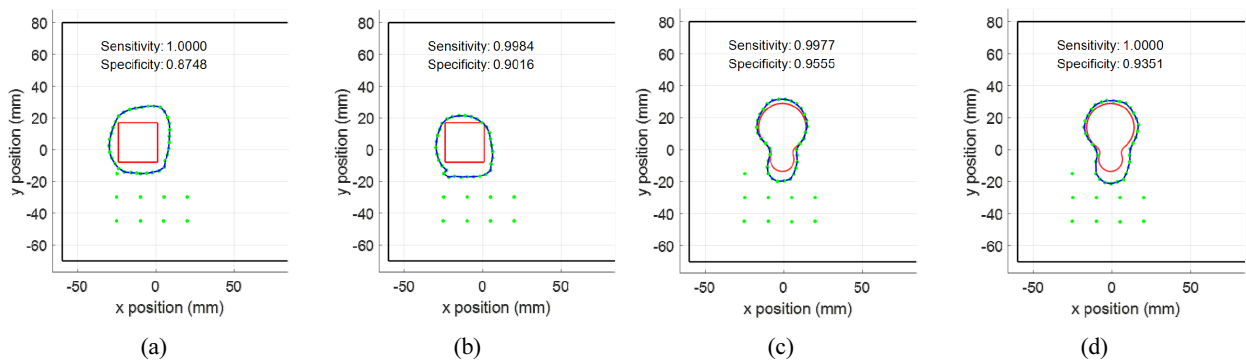 80
60
40
20
0
-20
-40
-60
-50
0
50
x position (mm)
y position (mm)
Sensitivity: 1.0000
Specificity: 0.8748
(a)
80
60
40
20
0
-20
-40
-60
-50
0
50
x position (mm)
y position (mm)
Sensitivity: 0.9984
Specificity: 0.9016
(b)
80
60
40
20
0
-20
-40
-60
-50
0
50
x position (mm)
y position (mm)
Sensitivity: 0.9977
Specificity: 0.9555
(c)
80
60
40
20
0
-20
-40
-60
-50
0
50
x position (mm)
y position (mm)
Sensitivity: 1.0000
Specificity: 0.9351
(d)